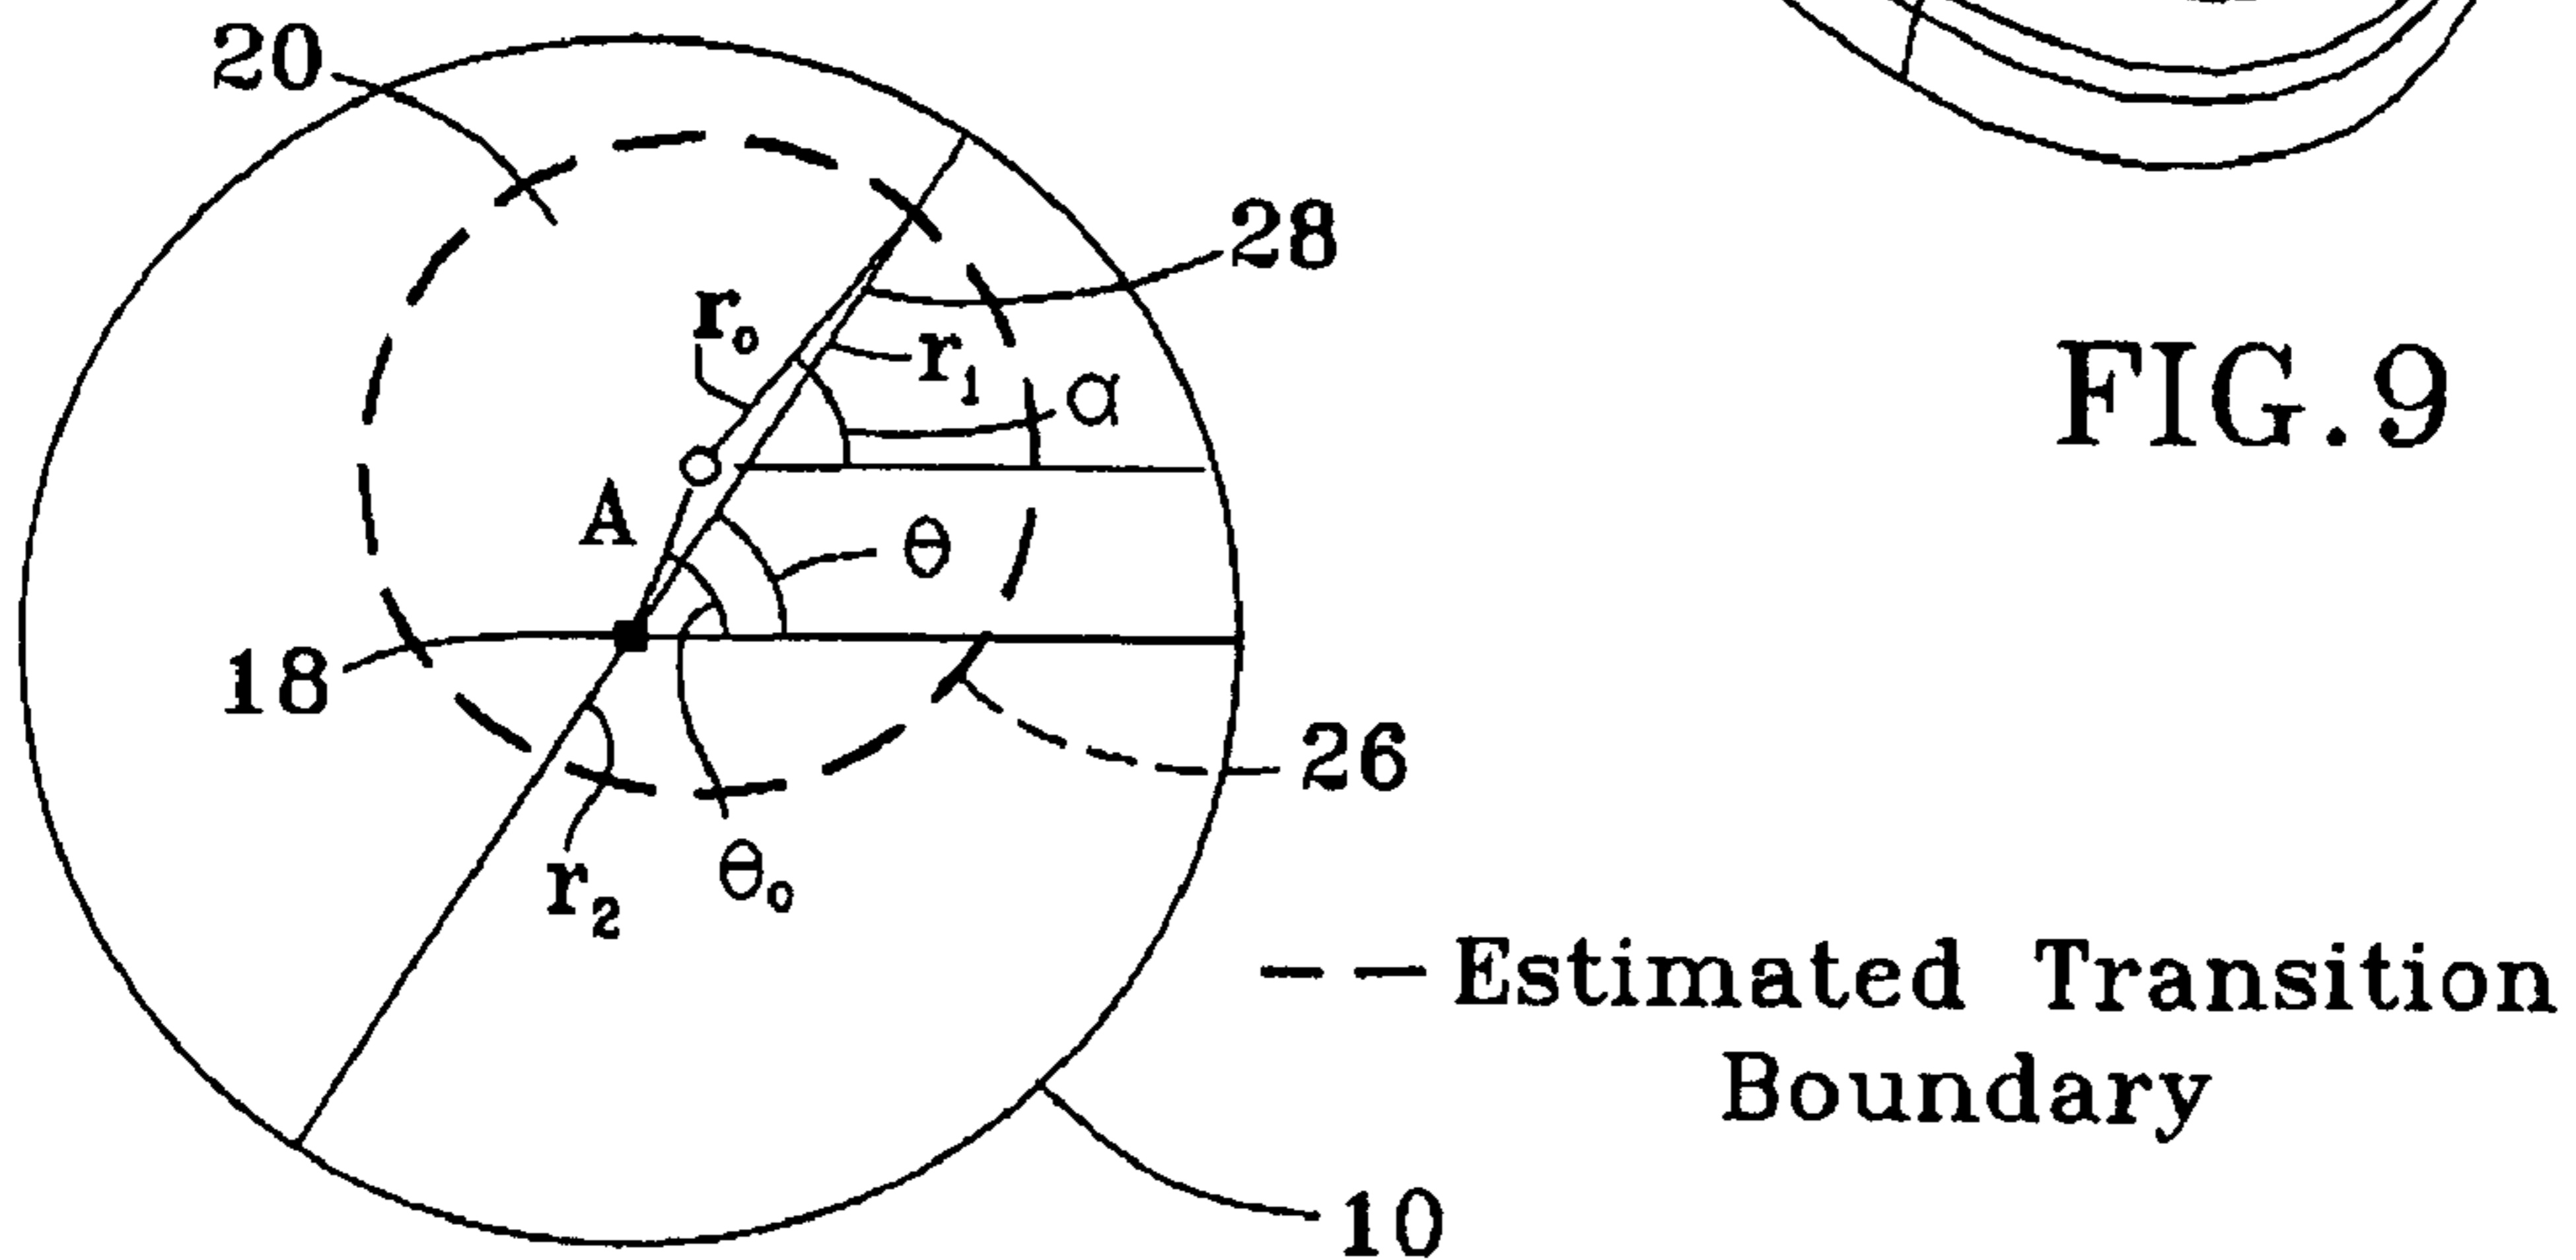 20
28
r₀
r₁
α
FIG.9
A
θ
18
26
r₂
θ₀
-- Estimated Transition
Boundary
10